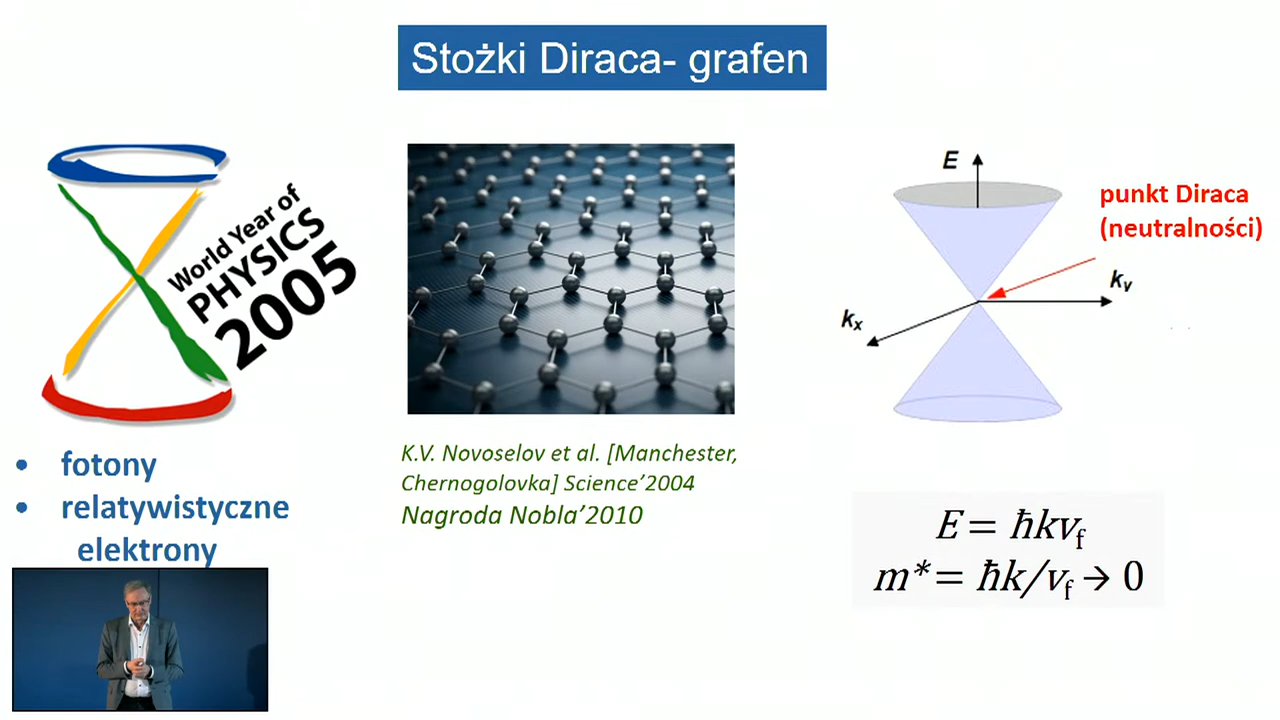 Stożki Diraca- grafen
World Year of
PHYSICS
2005
• fotony
• relatywistyczne
elektrony
K.V. Novoselov et al. [Manchester,
Chernogolovka] Science’2004
Nagroda Nobla’2010
E
punkt Diraca
(neutralności)
k_y
k_x
E = ħkv_f
m* = ħk/v_f → 0